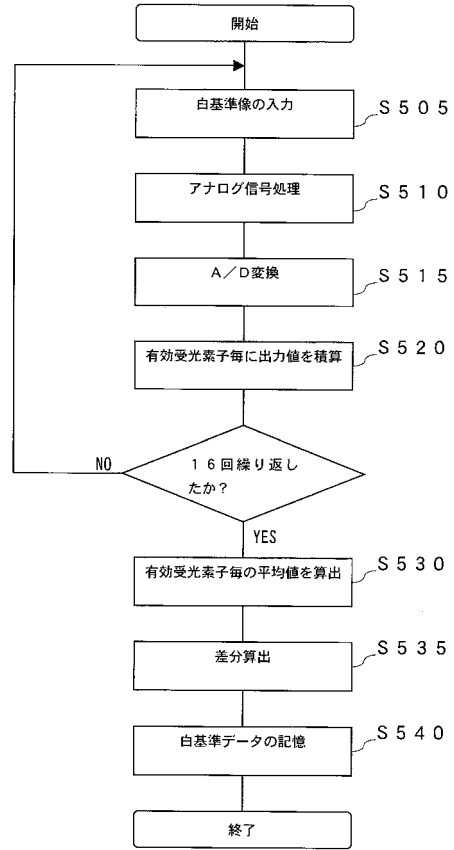 開始
白基準像の入力
S505
アナログ信号処理
S510
A/D変換
S515
有効受光素子毎に出力値を積算
S520
16回繰り返し
たか?
NO
YES
有効受光素子毎の平均値を算出
S530
差分算出
S535
白基準データの記憶
S540
終了